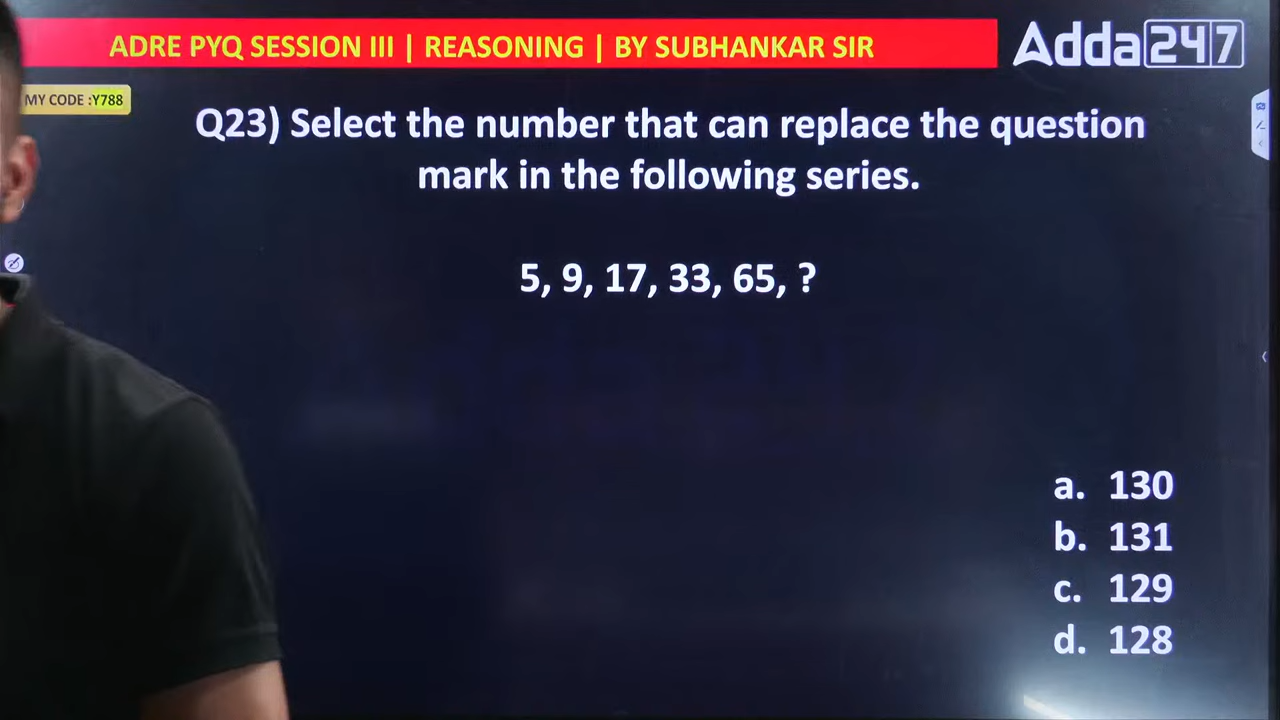 ADRE PYQ SESSION III | REASONING | BY SUBHANKAR SIR
Adda247
MY CODE :Y788
Q23) Select the number that can replace the question
mark in the following series.
5, 9, 17, 33, 65, ?
a. 130
b. 131
c. 129
d. 128